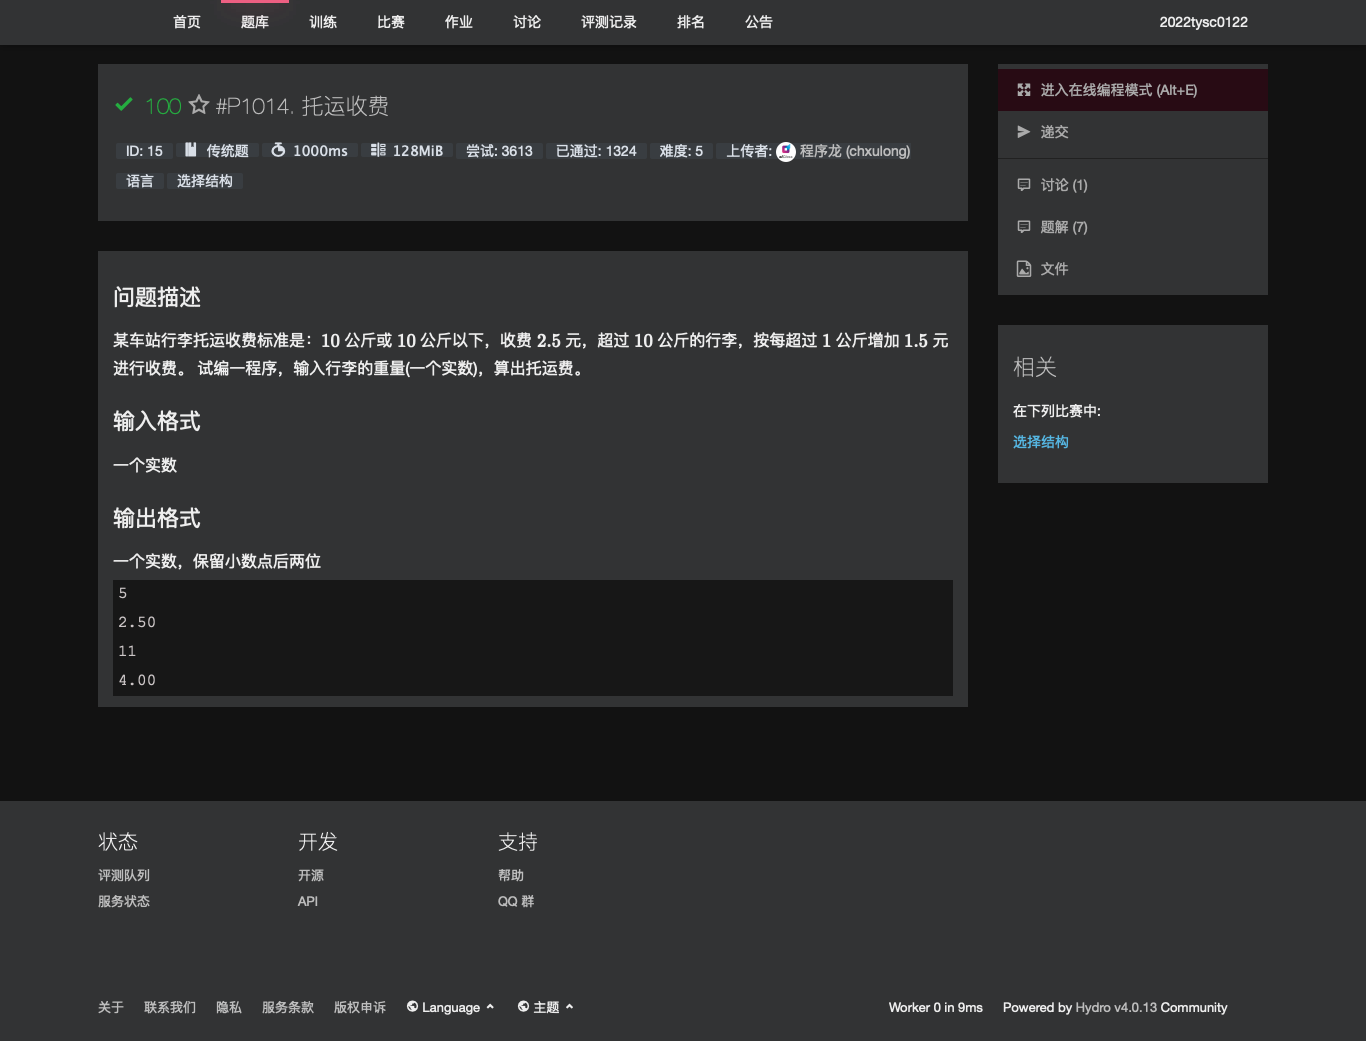 首页 题库 训练 比赛 作业 讨论 评测记录 排名 公告 2022tysc0122
100 #P1014. 托运收费
ID: 15 传统题 1000ms 128MiB 尝试: 3613 已通过: 1324 难度: 5 上传者: 程序龙 (chxulong)
语言 选择结构
问题描述
某车站行李托运收费标准是：10 公斤或 10 公斤以下，收费 2.5 元，超过 10 公斤的行李，按每超过 1 公斤增加 1.5 元
进行收费。 试编一程序，输入行李的重量(一个实数)，算出托运费。
输入格式
一个实数
输出格式
一个实数，保留小数点后两位
5
2.50
11
4.00
进入在线编程模式 (Alt+E)
递交
讨论 (1)
题解 (7)
文件
相关
在下列比赛中:
选择结构
状态 开发 支持
评测队列 开源 帮助
服务状态 API QQ 群
关于 联系我们 隐私 服务条款 版权申诉 Language 主题 Worker 0 in 9ms Powered by Hydro v4.0.13 Community